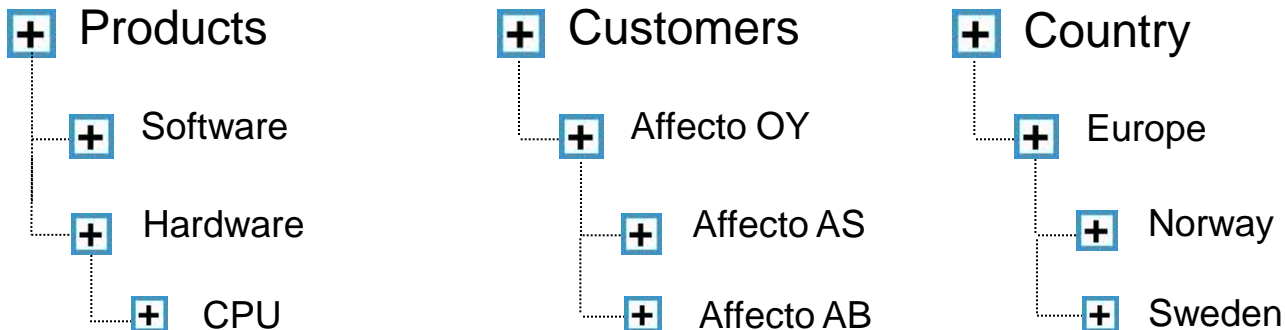 Products
Software
Hardware
CPU
Customers
Affecto OY
Affecto AS
Affecto AB
Country
Europe
Norway
Sweden